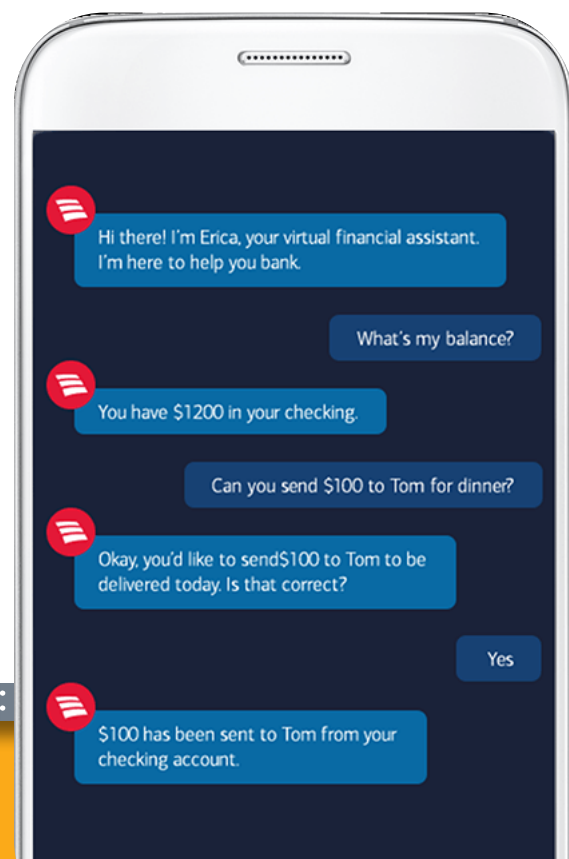 Hi there! I'm Erica, your virtual financial assistant.
I'm here to help you bank.
What's my balance?
You have $1200 in your checking.
Can you send $100 to Tom for dinner?
Okay, you'd like to send$100 to Tom to be
delivered today. Is that correct?
Yes
$100 has been sent to Tom from your
checking account.